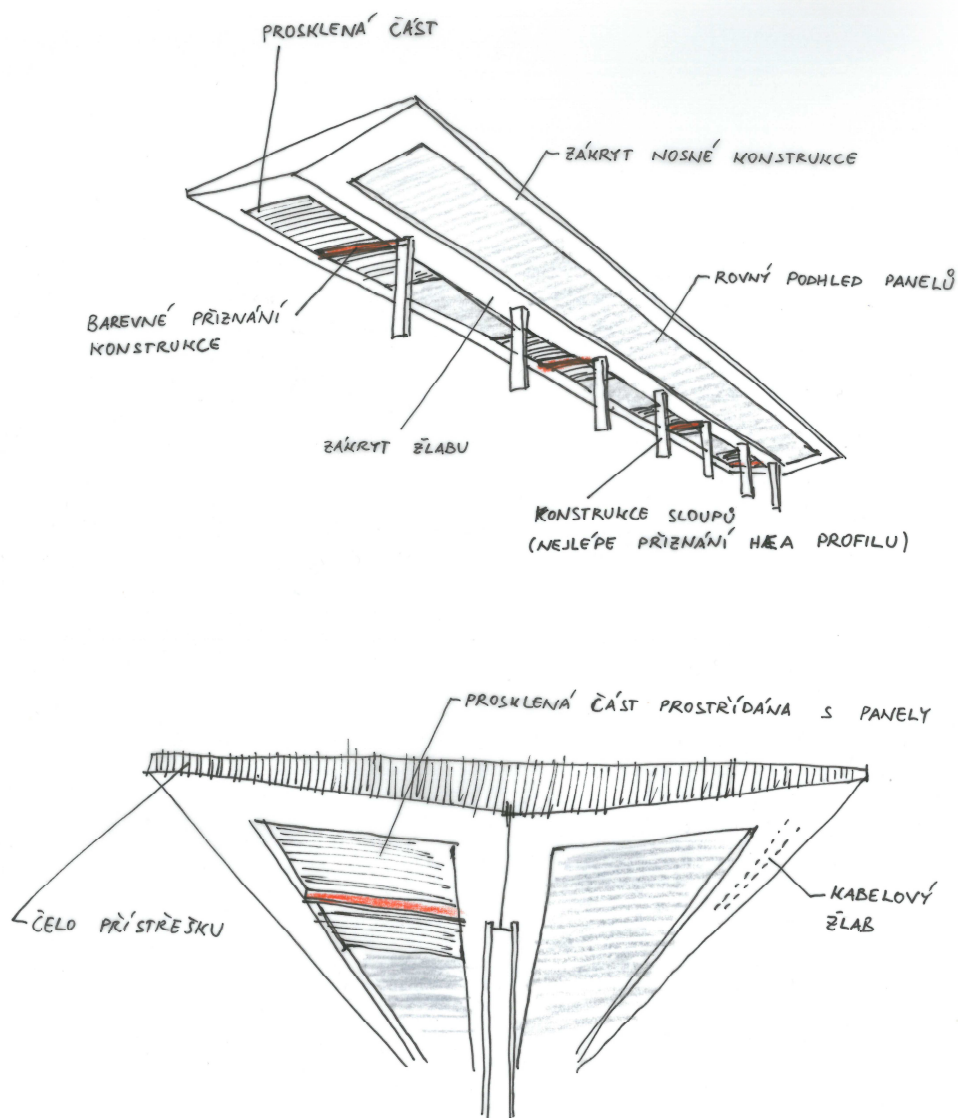 PROSKLENÁ ČÁST
ZÁKRYT NOSNÉ KONSTRUKCE
ROVNÝ PODHLED PANELŮ
BAREVNÉ PŘIZNÁNÍ
KONSTRUKCE
ZÁKRYT ŽLABU
KONSTRUKCE SLOUPŮ
(NEJLÉPE PŘIZNÁNÍ HEA PROFILU)
PROSKLENÁ ČÁST PROSTŘÍDÁNA S PANELY
KABELOVÝ
ŽLAB
ČELO PŘÍSTŘEŠKU